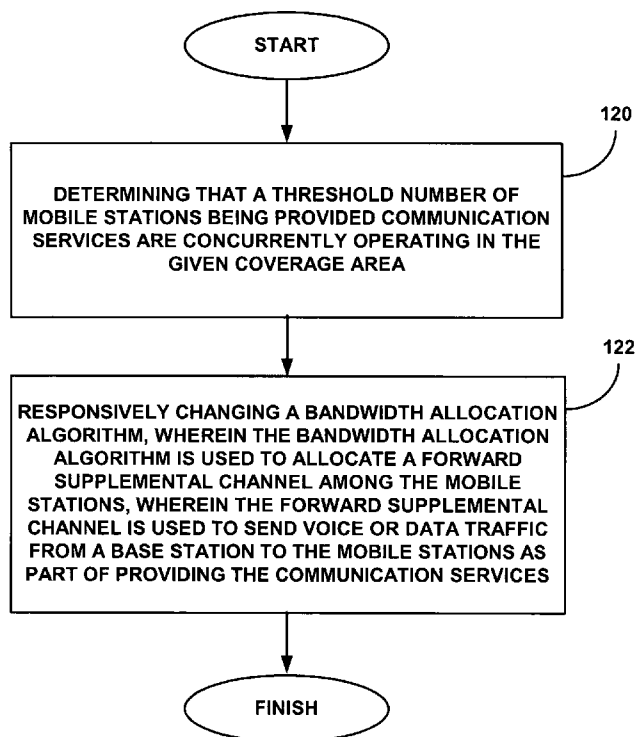 START
120
DETERMINING THAT A THRESHOLD NUMBER OF
MOBILE STATIONS BEING PROVIDED COMMUNICATION
SERVICES ARE CONCURRENTLY OPERATING IN THE
GIVEN COVERAGE AREA
122
RESPONSIVELY CHANGING A BANDWIDTH ALLOCATION
ALGORITHM, WHEREIN THE BANDWIDTH ALLOCATION
ALGORITHM IS USED TO ALLOCATE A FORWARD
SUPPLEMENTAL CHANNEL AMONG THE MOBILE
STATIONS, WHEREIN THE FORWARD SUPPLEMENTAL
CHANNEL IS USED TO SEND VOICE OR DATA TRAFFIC
FROM A BASE STATION TO THE MOBILE STATIONS AS
PART OF PROVIDING THE COMMUNICATION SERVICES
FINISH